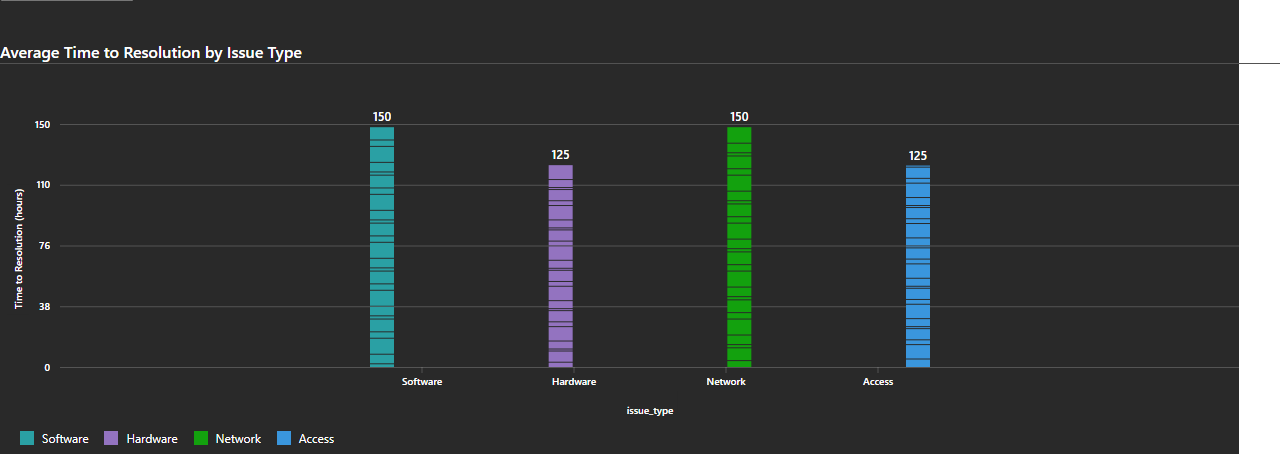 Average Time to Resolution by Issue Type
150
125
150
125
150
110
76
38
0
Time to Resolution (hours)
Software
Hardware
Network
Access
issue_type
Software
Hardware
Network
Access